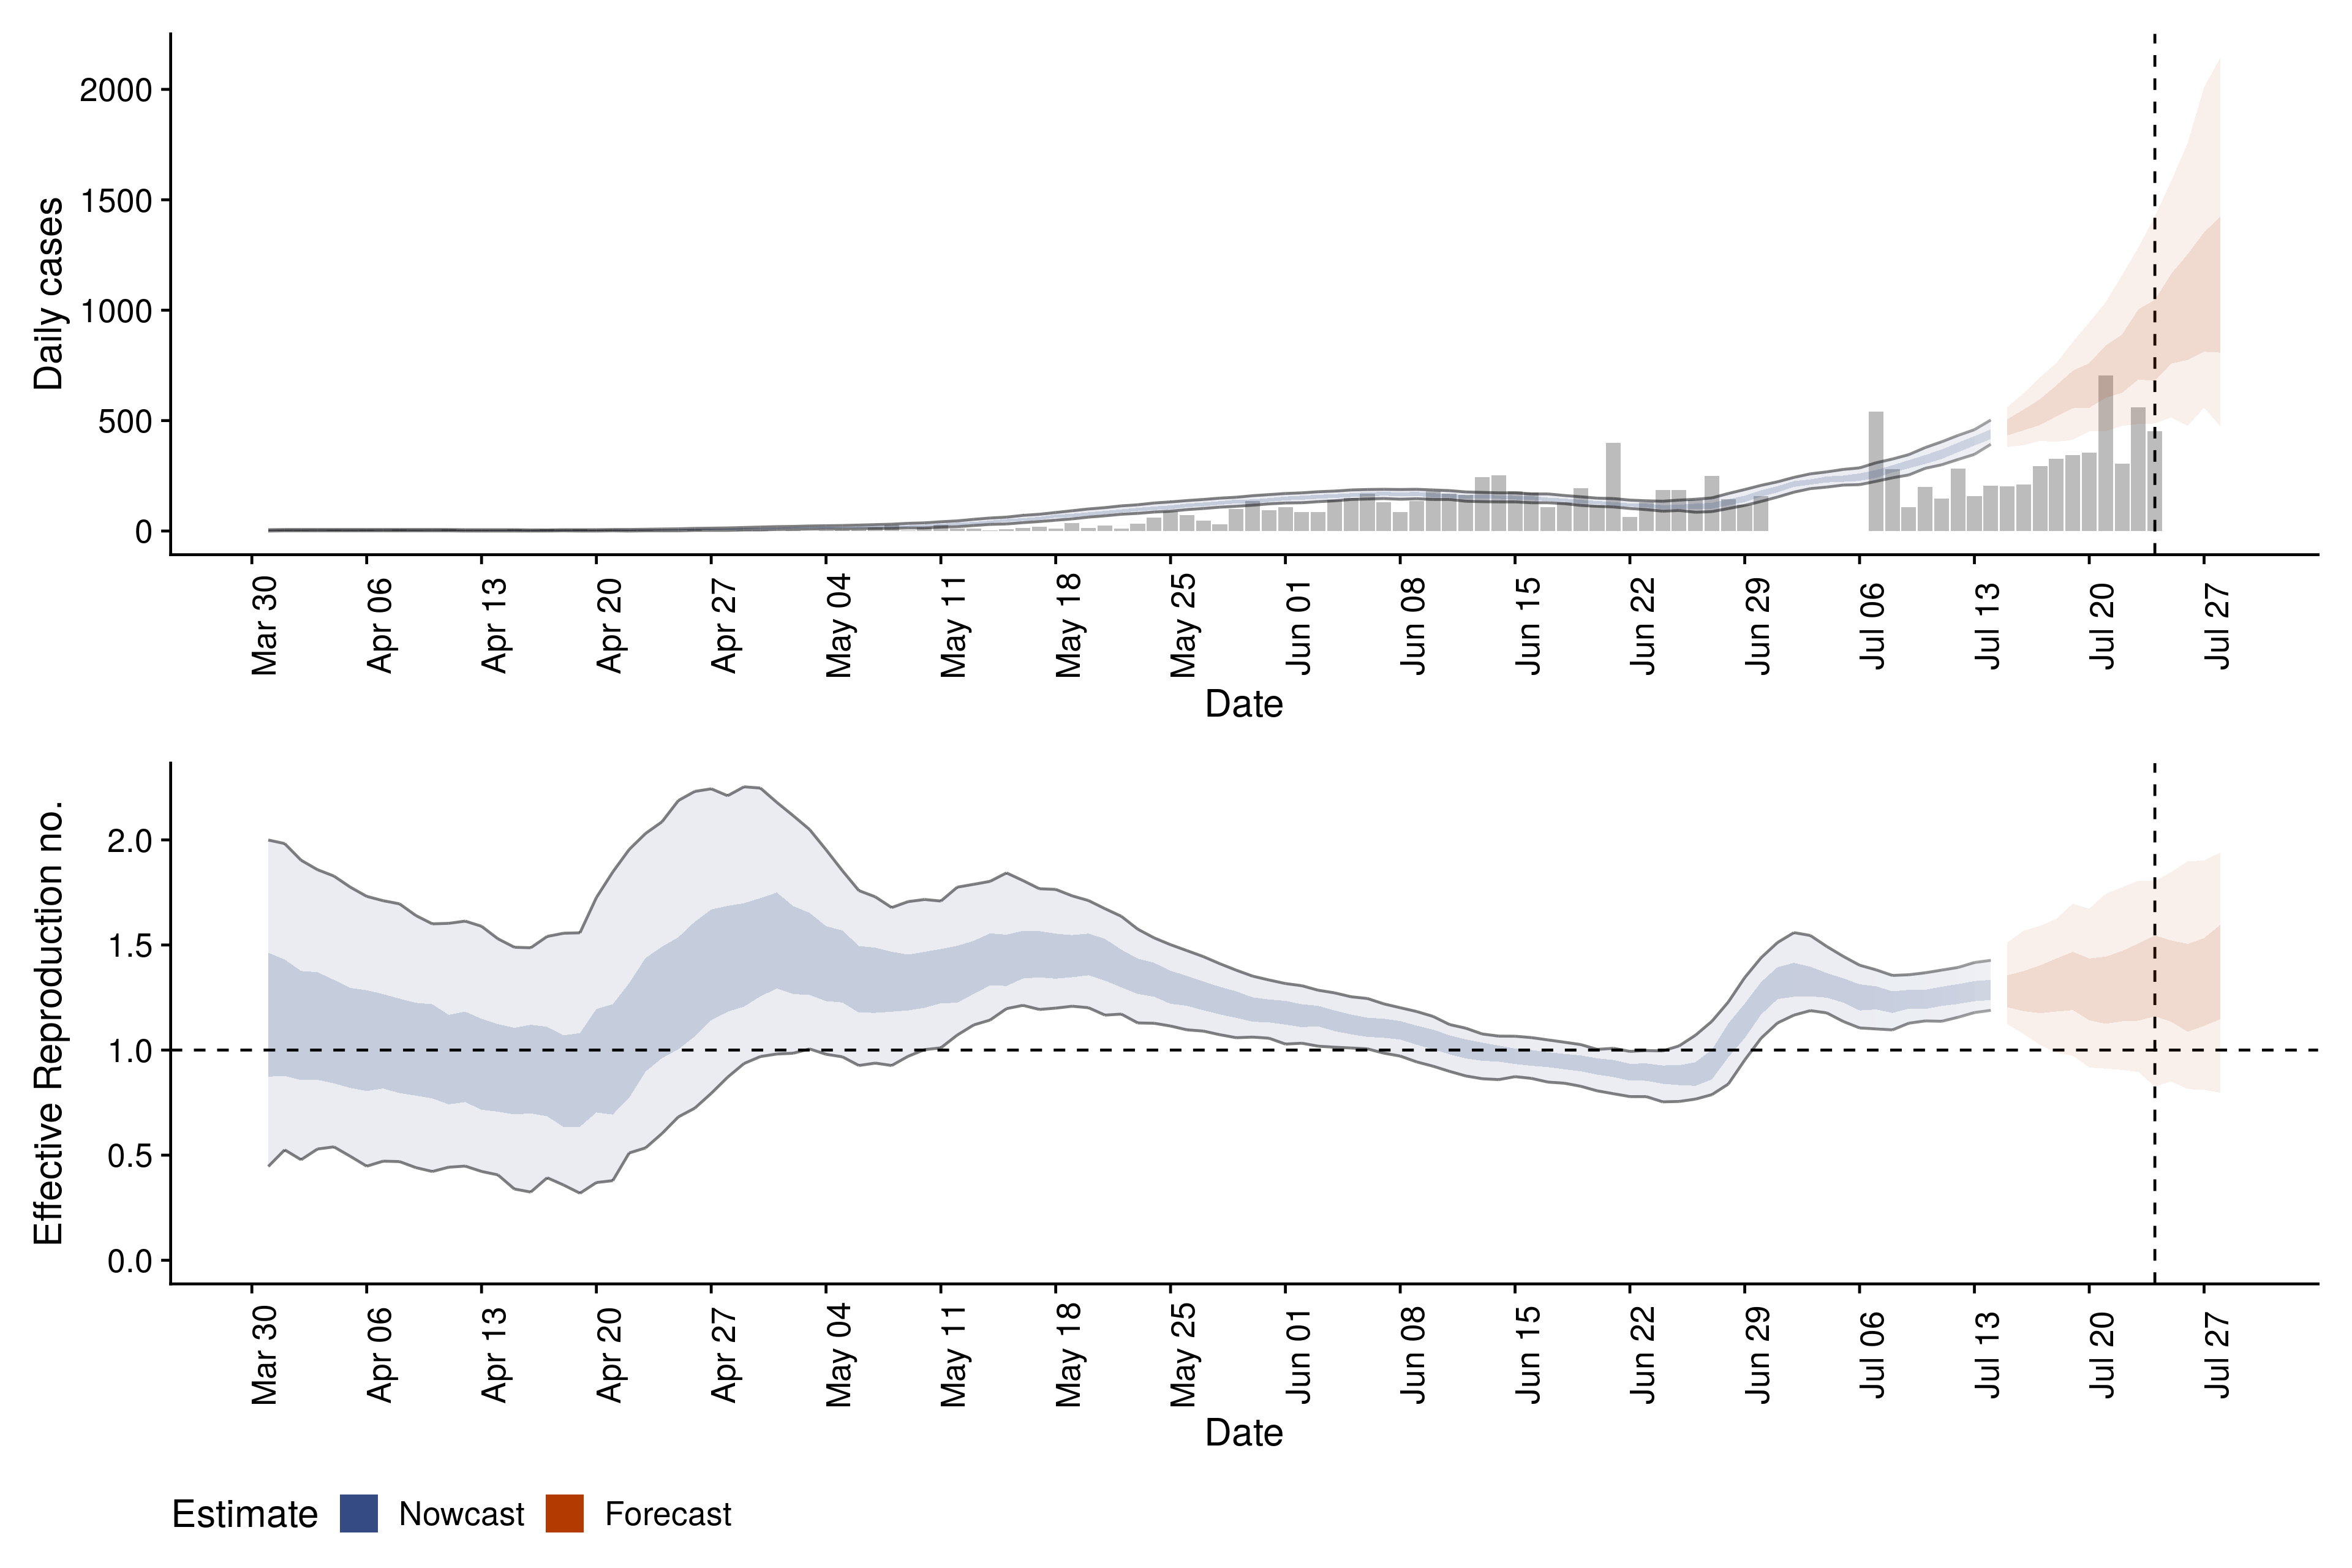 Daily cases
2000
1500
1000
500
0
Mar 30
Apr 06
Apr 13
Apr 20
Apr 27
May 04
May 11
May 18
May 25
Jun 01
Jun 08
Jun 15
Jun 22
Jun 29
Jul 06
Jul 13
Jul 20
Jul 27
Date
Effective Reproduction no.
2.0
1.5
1.0
0.5
0.0
Mar 30
Apr 06
Apr 13
Apr 20
Apr 27
May 04
May 11
May 18
May 25
Jun 01
Jun 08
Jun 15
Jun 22
Jun 29
Jul 06
Jul 13
Jul 20
Jul 27
Date
Estimate Nowcast Forecast